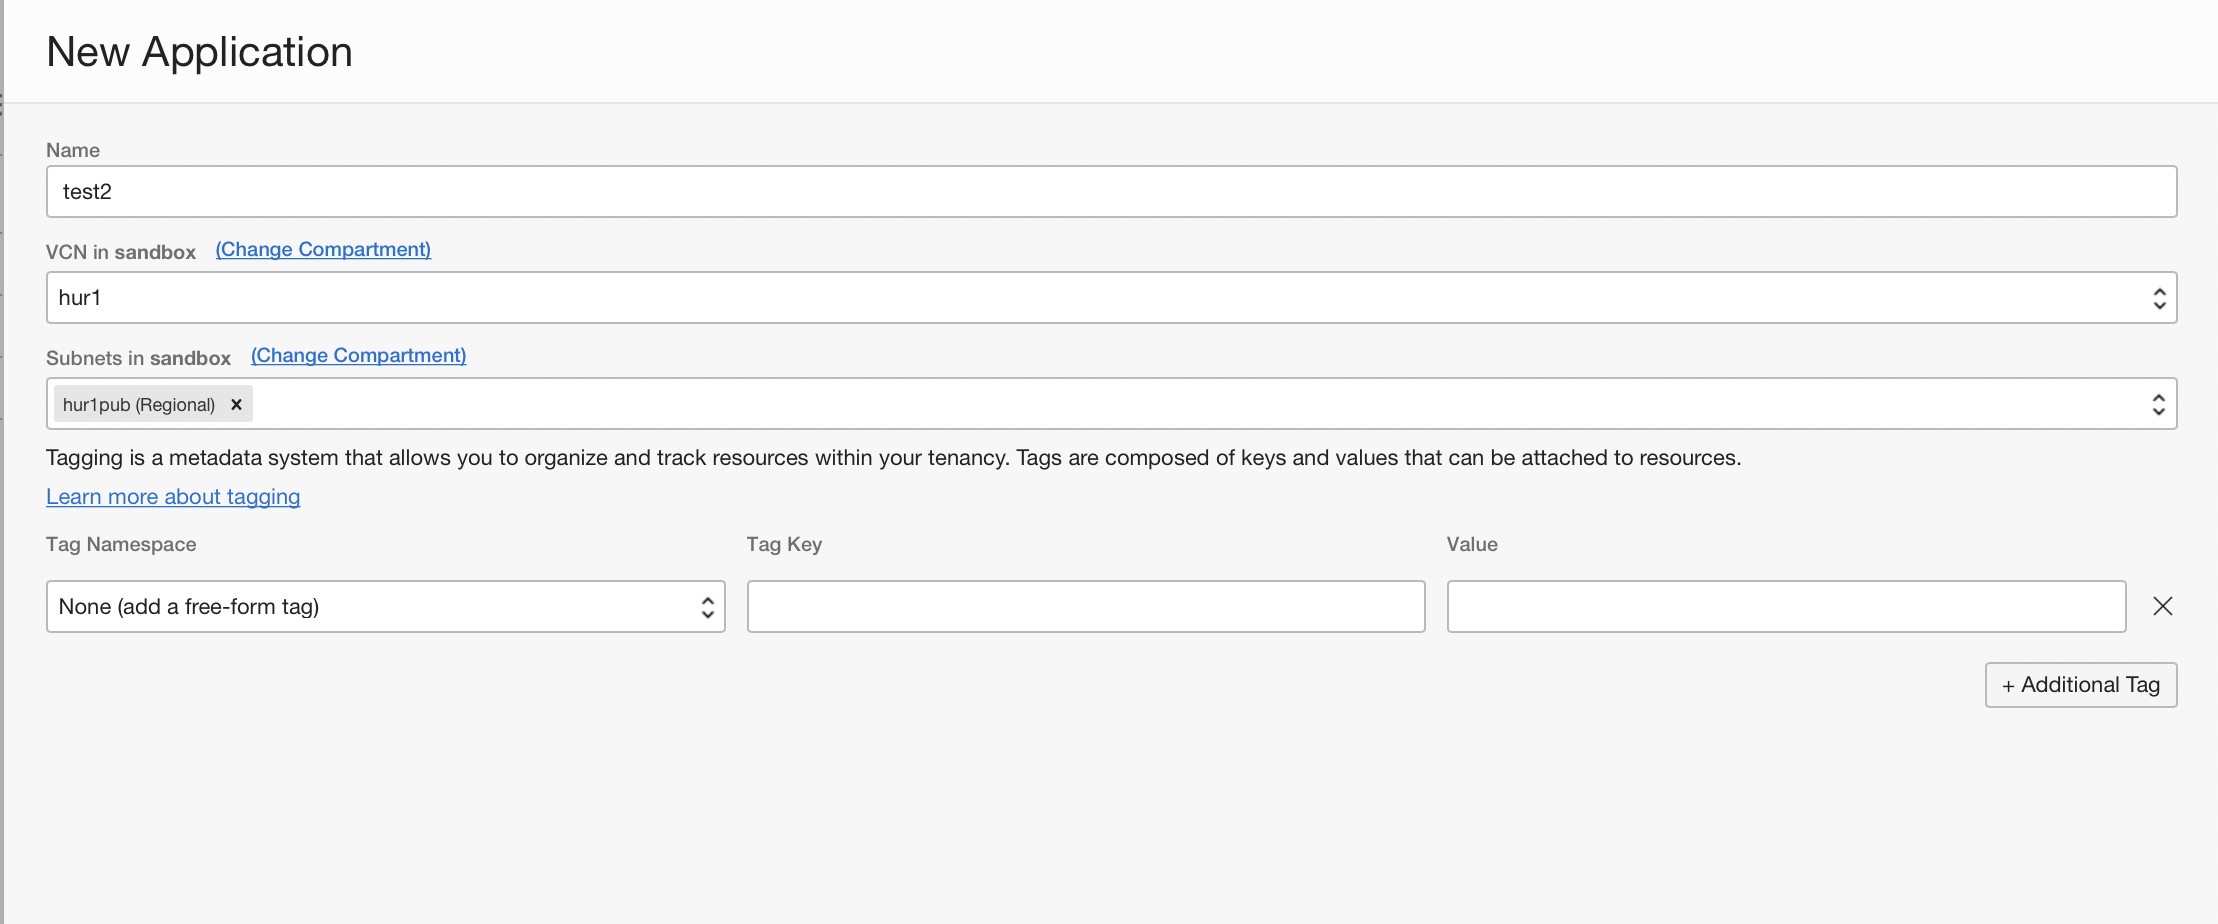 New Application
Name
test2
VCN in sandbox (Change Compartment)
hur1
Subnets in sandbox (Change Compartment)
hur1pub (Regional) ×
Tagging is a metadata system that allows you to organize and track resources within your tenancy. Tags are composed of keys and values that can be attached to resources.
Learn more about tagging
Tag Namespace Tag Key Value
None (add a free-form tag)
+ Additional Tag